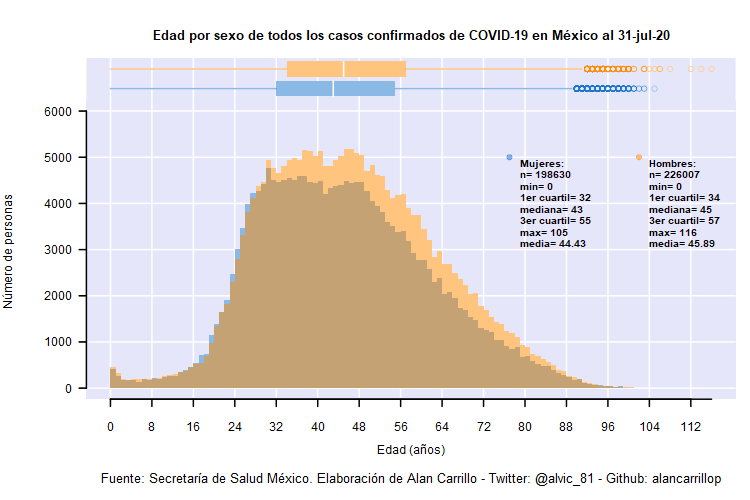 Edad por sexo de todos los casos confirmados de COVID-19 en México al 31-jul-20
6000
5000
4000
3000
2000
1000
0
Número de personas
Mujeres:
n= 198630
min= 0
1er cuartil= 32
mediana= 43
3er cuartil= 55
max= 105
media= 44.43
Hombres:
n= 226007
min= 0
1er cuartil= 34
mediana= 45
3er cuartil= 57
max= 116
media= 45.89
0 8 16 24 32 40 48 56 64 72 80 88 96 104 112
Edad (años)
Fuente: Secretaría de Salud México. Elaboración de Alan Carrillo - Twitter: @alvic_81 - Github: alancarrillop